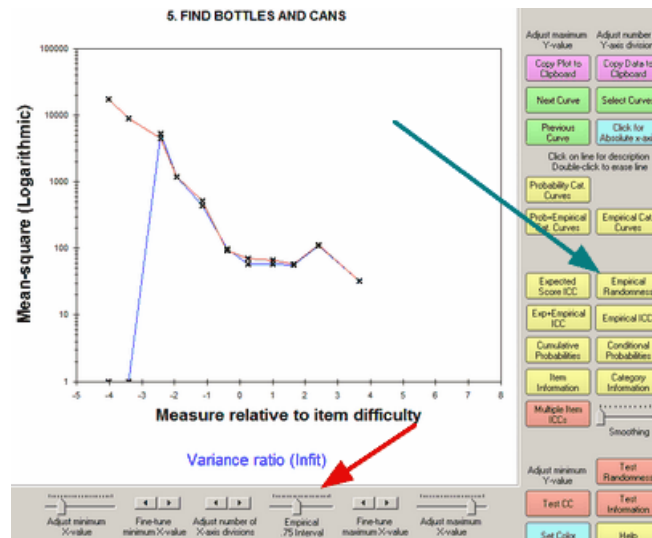 5. FIND BOTTLES AND CANS
Mean-square (Logarithmic)
100000
10000
1000
100
10
1
-5 -4 -3 -2 -1 0 1 2 3 4 5 6 7 8
Measure relative to item difficulty
Variance ratio (Infit)
Adjust minimum
X-value
Fine-tune
minimum X-value
Adjust number of
X-axis divisions
Empirical
.75 Interval
Fine-tune
maximum X-value
Adjust maximum
X-value
Adjust maximum
Y-value
Adjust number
Y-axis division
Copy Plot to
Clipboard
Copy Data to
Clipboard
Next Curve
Select Curve
Previous
Curve
Click for
Absolute x-axi
Click on line for description
Double-click to erase line
Probability Cat.
Curves
Prob+Empirical
Cat. Curves
Empirical Cat
Curves
Expected
Score ICC
Empirical
Randomness
Exp+Empirical
ICC
Empirical ICC
Cumulative
Probabilities
Conditional
Probabilities
Item
Information
Category
Information
Multiple Item
ICCs
Smoothing
Adjust minimum
Y-value
Test
Randomness
Test CC
Test
Information
Set Color
Help